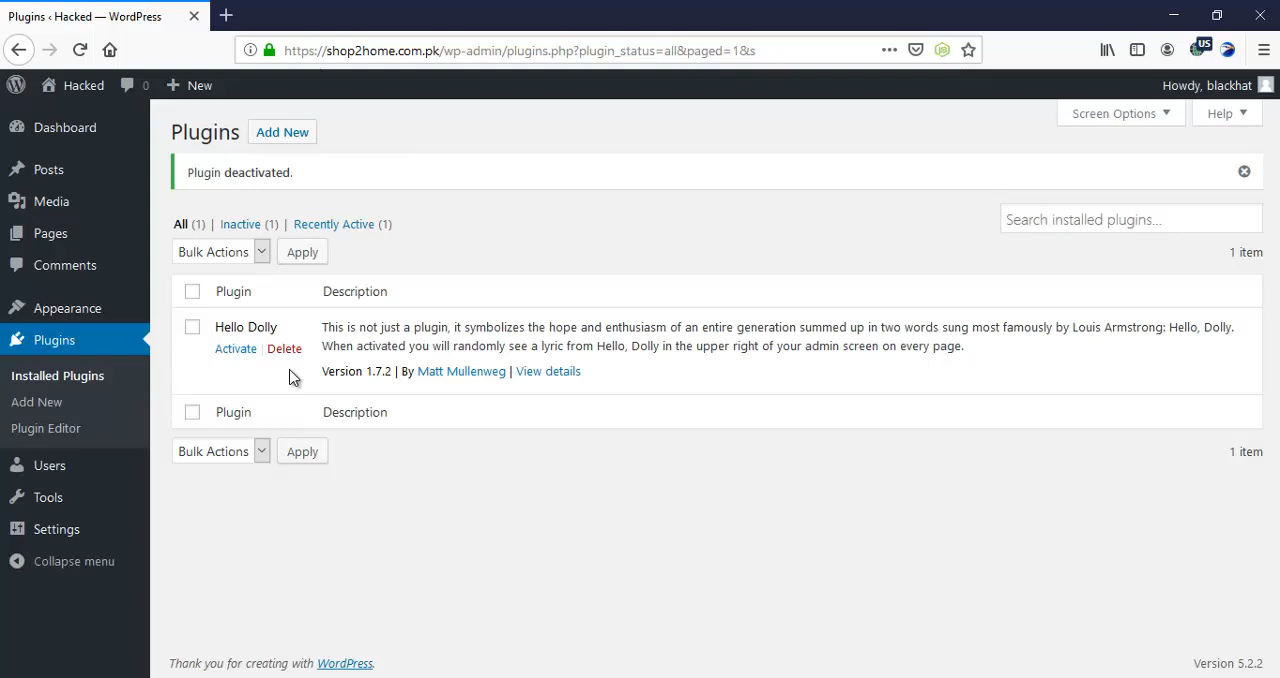 Plugins ‹ Hacked — WordPress
https://shop2home.com.pk/wp-admin/plugins.php?plugin_status=all&paged=1&s
US
Hacked 0 New
Howdy, blackhat
Screen Options Help
Dashboard
Posts
Media
Pages
Comments
Appearance
Plugins
Installed Plugins
Add New
Plugin Editor
Users
Tools
Settings
Collapse menu
Plugins Add New
Plugin deactivated.
All (1) | Inactive (1) | Recently Active (1)
Search installed plugins...
Bulk Actions Apply
1 item
Plugin Description
Hello Dolly
Activate | Delete
This is not just a plugin, it symbolizes the hope and enthusiasm of an entire generation summed up in two words sung most famously by Louis Armstrong: Hello, Dolly.
When activated you will randomly see a lyric from Hello, Dolly in the upper right of your admin screen on every page.
Version 1.7.2 | By Matt Mullenweg | View details
Plugin Description
Bulk Actions Apply
1 item
Thank you for creating with WordPress.
Version 5.2.2